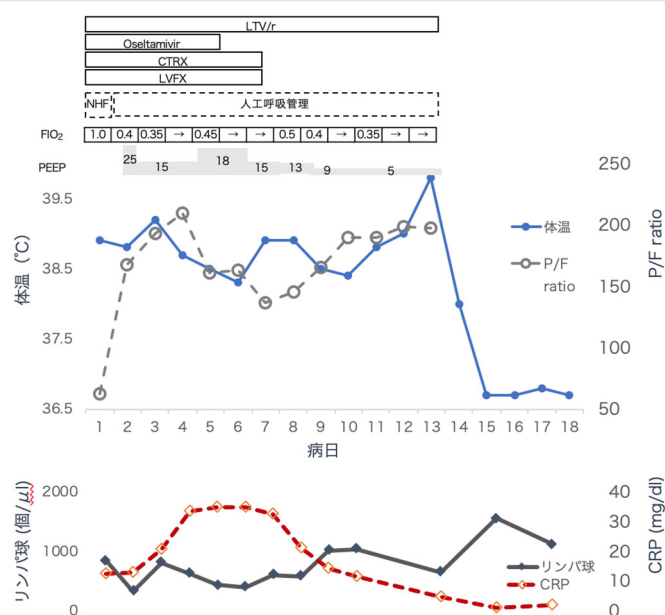 LTV/r
Oseltamivir
CTRX
LVFX
NHF 人工呼吸管理
FIO₂ 1.0 0.4 0.35 → 0.45 → → 0.5 0.4 → 0.35 → →
PEEP 25 15 18 15 13 9 5
250
39.5
200
38.5
150
37.5
100
36.5
50
体温 (℃)
P/F ratio
体温
P/F
ratio
1 2 3 4 5 6 7 8 9 10 11 12 13 14 15 16 17 18
病日
2000 40
30
1000 20
10
0 0
リンパ球 (個/μl)
CRP (mg/dl)
リンパ球
CRP